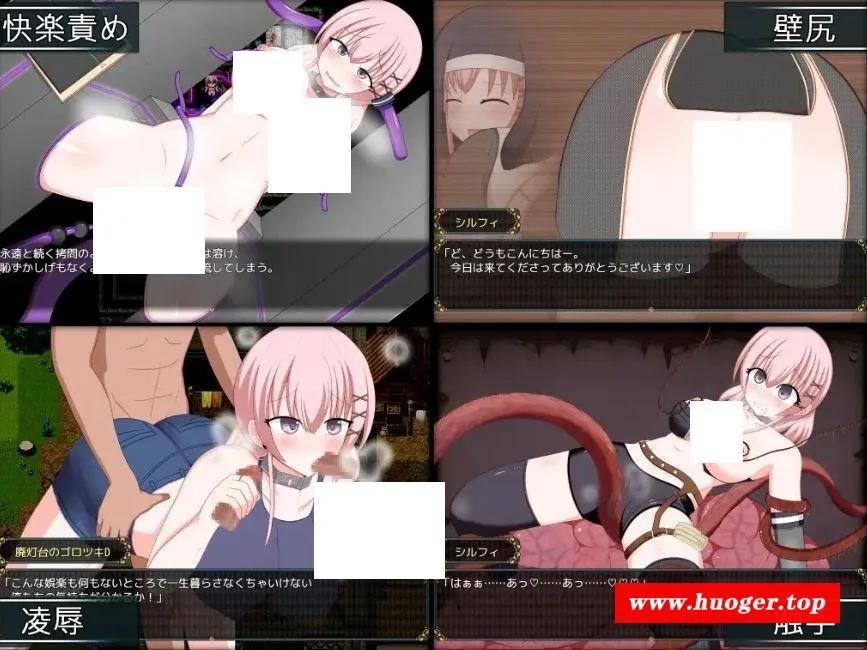 快楽責め
永遠と続く拷問の は溶け、
恥ずかしげもなく してしまう。
壁尻
シルフィ
「ど、どうもこんにちはー。
今日は来てくださってありがとうございます♡」
廃灯台のゴロツキD
「こんな娯楽も何もないところで一生暮らさなくちゃいけない
気持ちが分かるか！」
凌辱
シルフィ
「はぁぁ……あっ♡……あっ……♡♡♡」
www.huoger.top